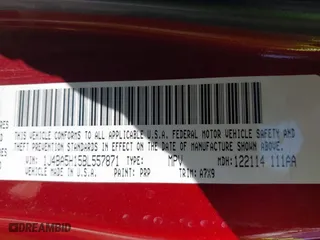 THIS VEHICLE CONFORMS TO ALL APPLICABLE U.S.A. FEDERAL MOTOR VEHICLE SAFETY AND
THEFT PREVENTION STANDARDS IN EFFECT ON THE DATE OF MANUFACTURE SHOWN ABOVE.
VIN: 1J4BA5H15BL557871 TYPE: MPV MDH: 122114 111AA
VEHICLE MADE IN U.S.A. PAINT: PRP TRIM: A7X9
iamBIDIMG